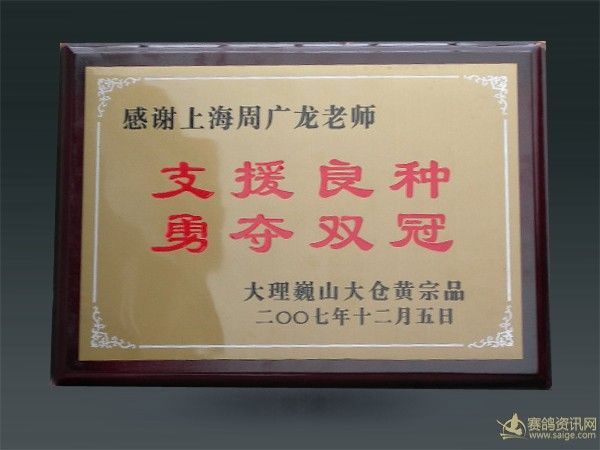 感谢上海周广龙老师
支援良种
勇夺双冠
大理巍山大仓黄宗品
二〇〇七年十二月五日
赛鸽资讯网
www.saige.com